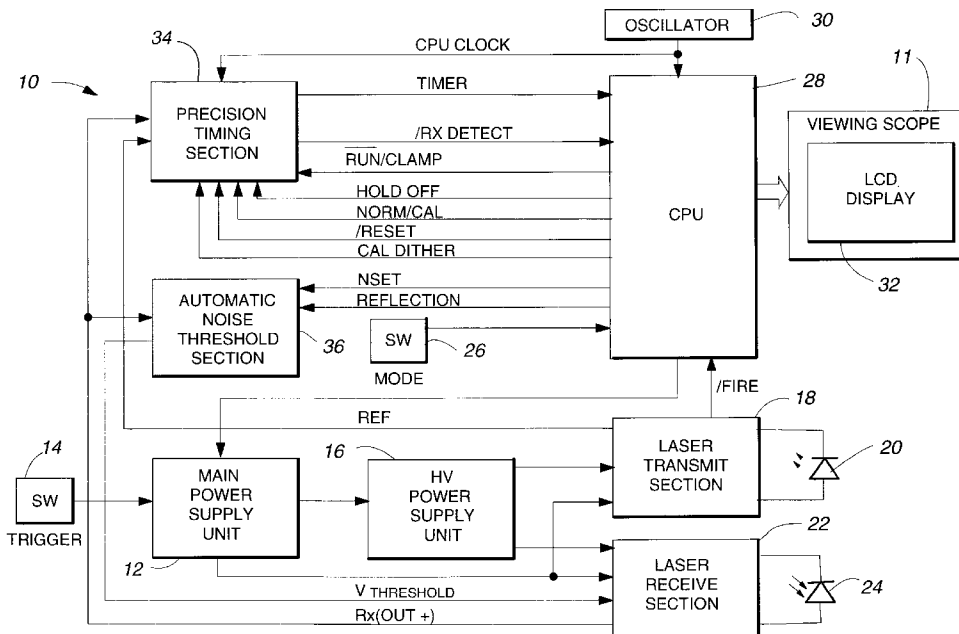 OSCILLATOR
30
34
CPU CLOCK
11
10
TIMER
28
PRECISION
TIMING
SECTION
VIEWING SCOPE
/RX DETECT
LCD
DISPLAY
RUN/CLAMP
HOLD OFF
CPU
NORM/CAL
/RESET
CAL DITHER
32
NSET
AUTOMATIC
NOISE
THRESHOLD
SECTION
REFLECTION
36
SW
26
MODE
/FIRE
REF
18
14
16
LASER
TRANSMIT
SECTION
20
MAIN
POWER
SUPPLY
UNIT
HV
POWER
SUPPLY
UNIT
SW
TRIGGER
22
12
LASER
RECEIVE
SECTION
24
V THRESHOLD
Rx(OUT +)